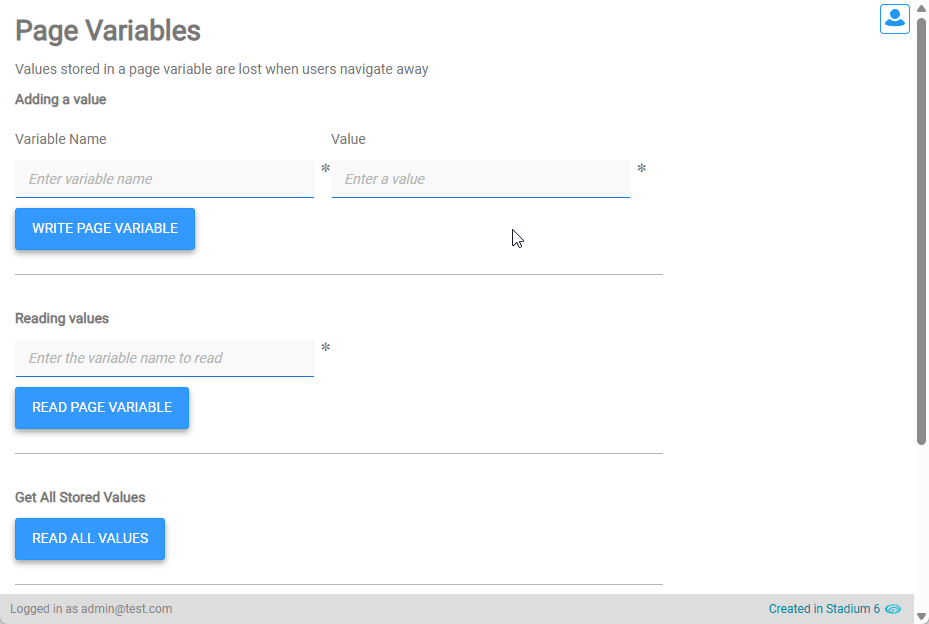 Page Variables
Values stored in a page variable are lost when users navigate away
Adding a value
Variable Name Value
Enter variable name * Enter a value *
WRITE PAGE VARIABLE
Reading values
Enter the variable name to read *
READ PAGE VARIABLE
Get All Stored Values
READ ALL VALUES
Logged in as admin@test.com Created in Stadium 6